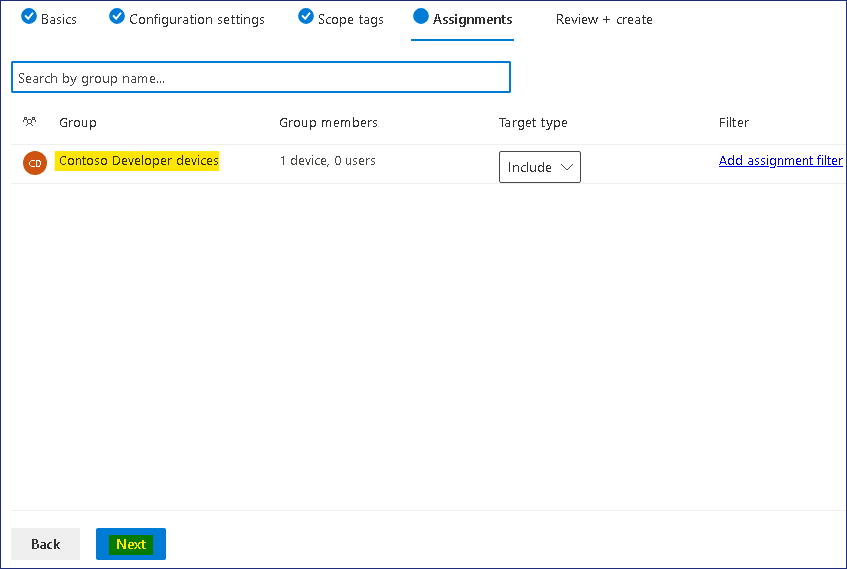 Basics Configuration settings Scope tags Assignments Review + create
Search by group name...
Group Group members Target type Filter
CD Contoso Developer devices 1 device, 0 users Include Add assignment filter
Back Next